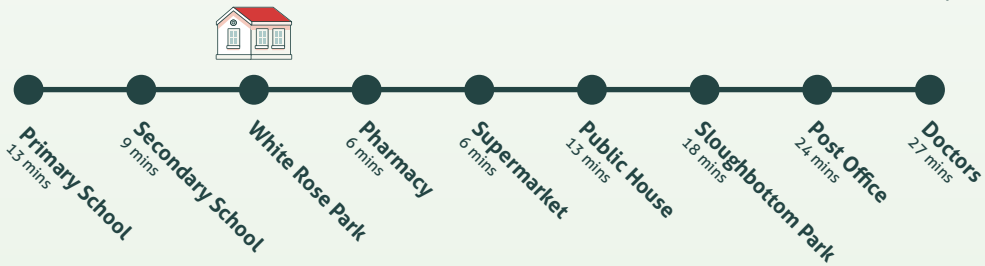 Primary School
13 mins
Secondary School
9 mins
White Rose Park
Pharmacy
6 mins
Supermarket
6 mins
Public House
13 mins
Sloughbottom Park
18 mins
Post Office
24 mins
Doctors
27 mins